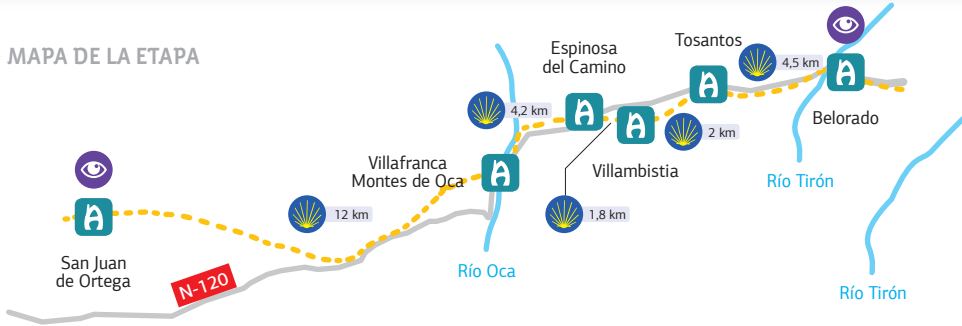 MAPA DE LA ETAPA
Espinosa
del Camino
Tosantos
4,5 km
4,2 km
Belorado
2 km
Villafranca
Montes de Oca
Villambistia
Río Tirón
12 km
1,8 km
San Juan
de Ortega
N-120
Río Oca
Río Tirón